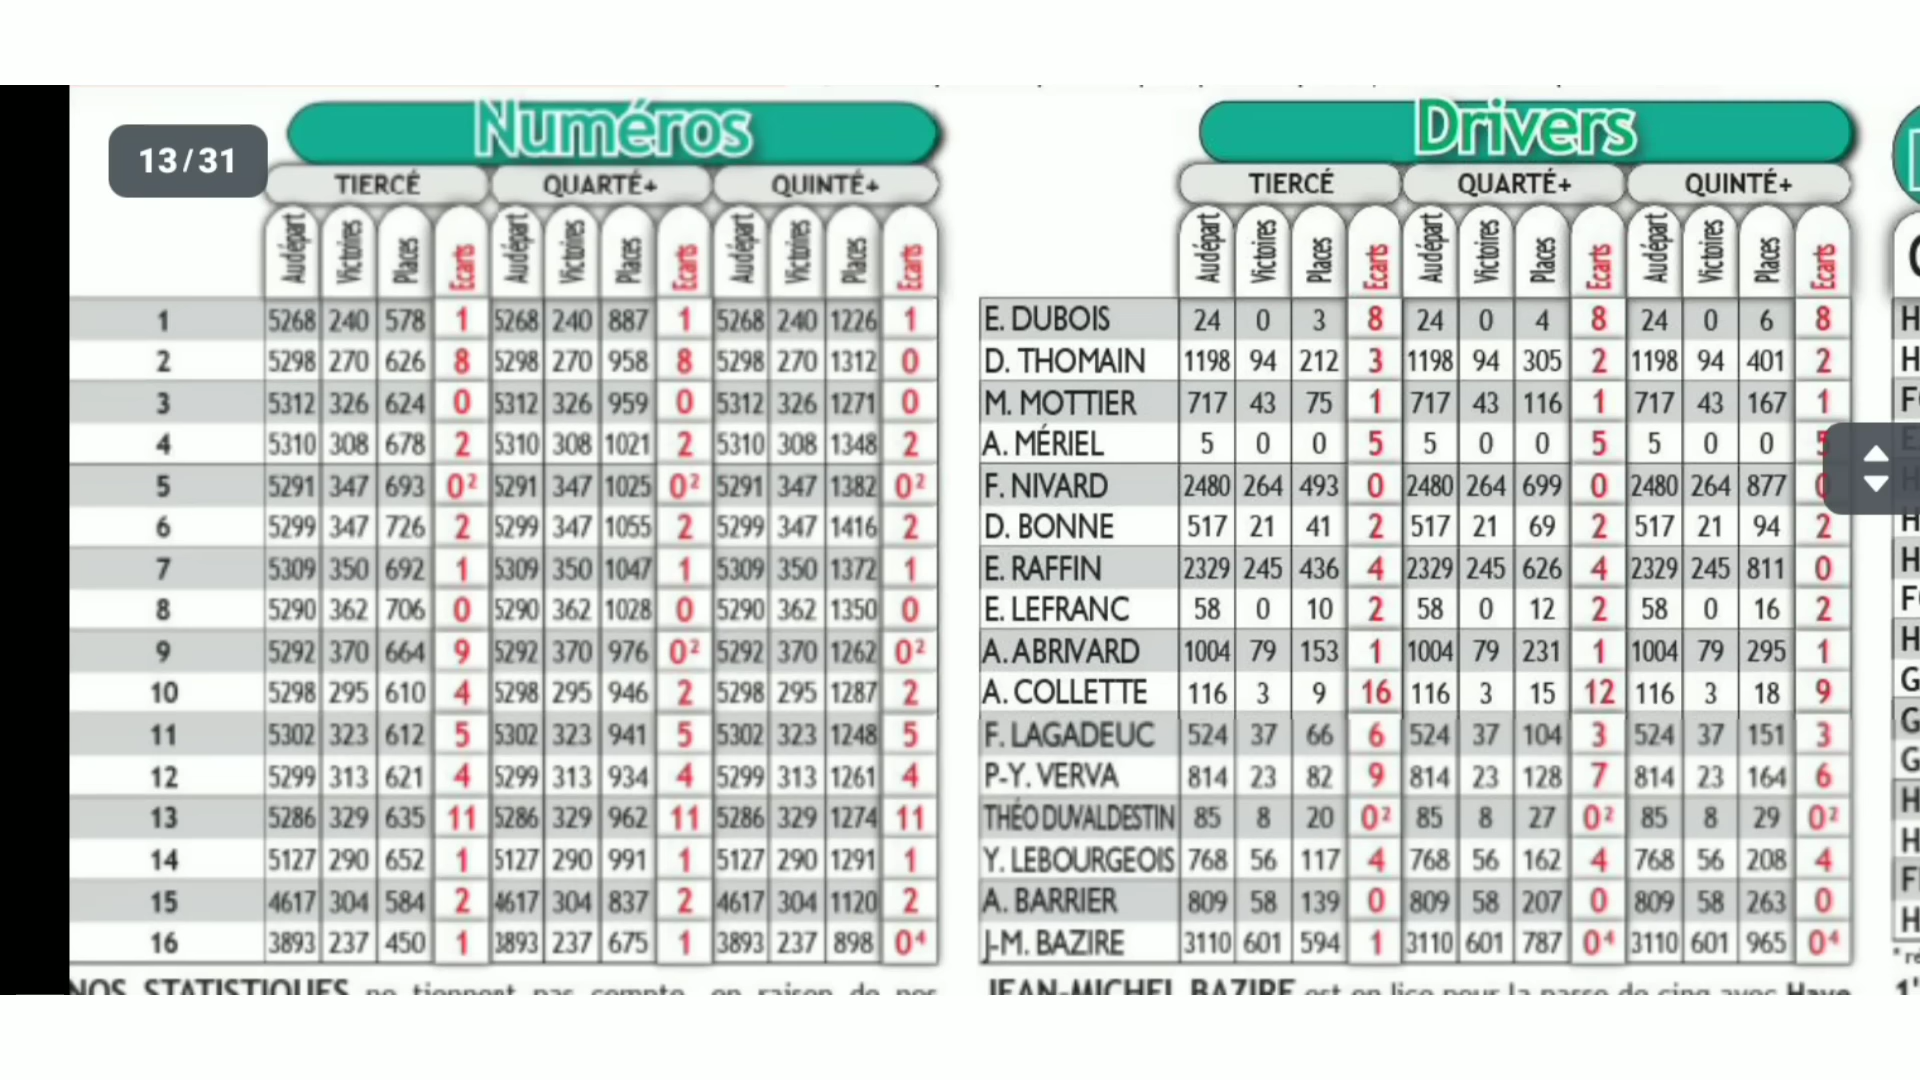 13/31
Numéros
TIERCÉ QUARTÉ+ QUINTÉ+
Audépart Victoires Places Ecarts Audépart Victoires Places Ecarts Audépart Victoires Places Ecarts
1 5268 240 578 1 5268 240 887 1 5268 240 1226 1
2 5298 270 626 8 5298 270 958 8 5298 270 1312 0
3 5312 326 624 0 5312 326 959 0 5312 326 1271 0
4 5310 308 678 2 5310 308 1021 2 5310 308 1348 2
5 5291 347 693 0² 5291 347 1025 0² 5291 347 1382 0²
6 5299 347 726 2 5299 347 1055 2 5299 347 1416 2
7 5309 350 692 1 5309 350 1047 1 5309 350 1372 1
8 5290 362 706 0 5290 362 1028 0 5290 362 1350 0
9 5292 370 664 9 5292 370 976 0² 5292 370 1262 0²
10 5298 295 610 4 5298 295 946 2 5298 295 1287 2
11 5302 323 612 5 5302 323 941 5 5302 323 1248 5
12 5299 313 621 4 5299 313 934 4 5299 313 1261 4
13 5286 329 635 11 5286 329 962 11 5286 329 1274 11
14 5127 290 652 1 5127 290 991 1 5127 290 1291 1
15 4617 304 584 2 4617 304 837 2 4617 304 1120 2
16 3893 237 450 1 3893 237 675 1 3893 237 898 0⁴
NOS STATISTIQUES ne tiennent pas compte, en raison de nos
Drivers
TIERCÉ QUARTÉ+ QUINTÉ+
Audépart Victoires Places Ecarts Audépart Victoires Places Ecarts Audépart Victoires Places Ecarts
E. DUBOIS 24 0 3 8 24 0 4 8 24 0 6 8
D. THOMAIN 1198 94 212 3 1198 94 305 2 1198 94 401 2
M. MOTTIER 717 43 75 1 717 43 116 1 717 43 167 1
A. MÉRIEL 5 0 0 5 5 0 0 5 5 0 0 5
F. NIVARD 2480 264 493 0 2480 264 699 0 2480 264 877 0
D. BONNE 517 21 41 2 517 21 69 2 517 21 94 2
E. RAFFIN 2329 245 436 4 2329 245 626 4 2329 245 811 0
E. LEFRANC 58 0 10 2 58 0 12 2 58 0 16 2
A. ABRIVARD 1004 79 153 1 1004 79 231 1 1004 79 295 1
A. COLLETTE 116 3 9 16 116 3 15 12 116 3 18 9
F. LAGADEUC 524 37 66 6 524 37 104 3 524 37 151 3
P-Y. VERVA 814 23 82 9 814 23 128 7 814 23 164 6
THÉO DUVALDESTIN 85 8 20 0² 85 8 27 0² 85 8 29 0²
Y. LEBOURGEOIS 768 56 117 4 768 56 162 4 768 56 208 4
A. BARRIER 809 58 139 0 809 58 207 0 809 58 263 0
J-M. BAZIRE 3110 601 594 1 3110 601 787 0⁴ 3110 601 965 0⁴
JEAN-MICHEL BAZIRE est en lice pour la passe de cinq avec Have